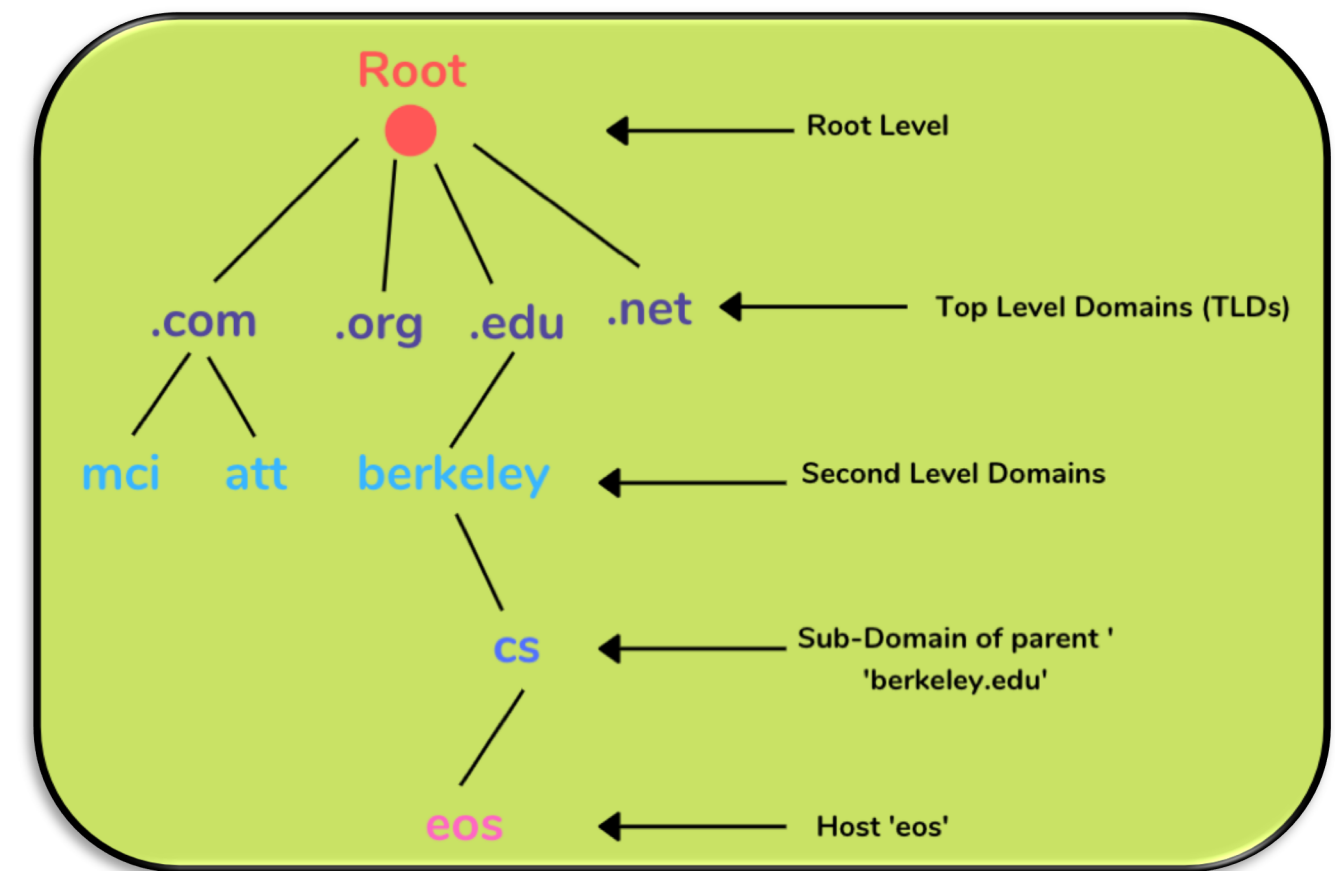 Root
Root Level
.com
.org
.edu
.net
Top Level Domains (TLDs)
mci
att
berkeley
Second Level Domains
cs
Sub-Domain of parent '
'berkeley.edu'
eos
Host 'eos'